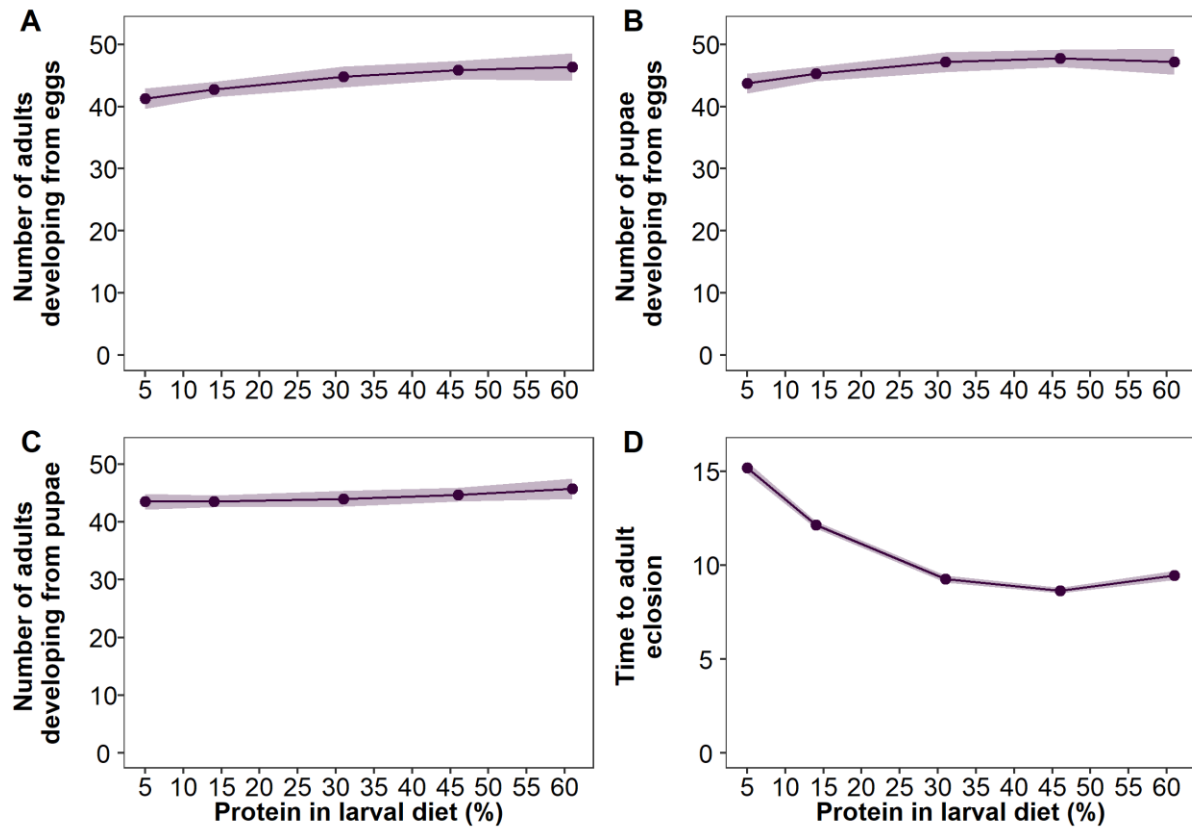 A
Number of adults
developing from eggs
50
40
30
20
10
0
5 10 15 20 25 30 35 40 45 50 55 60
B
Number of pupae
developing from eggs
50
40
30
20
10
0
5 10 15 20 25 30 35 40 45 50 55 60
C
Number of adults
developing from pupae
50
40
30
20
10
0
5 10 15 20 25 30 35 40 45 50 55 60
Protein in larval diet (%)
D
Time to adult
eclosion
15
10
5
0
5 10 15 20 25 30 35 40 45 50 55 60
Protein in larval diet (%)